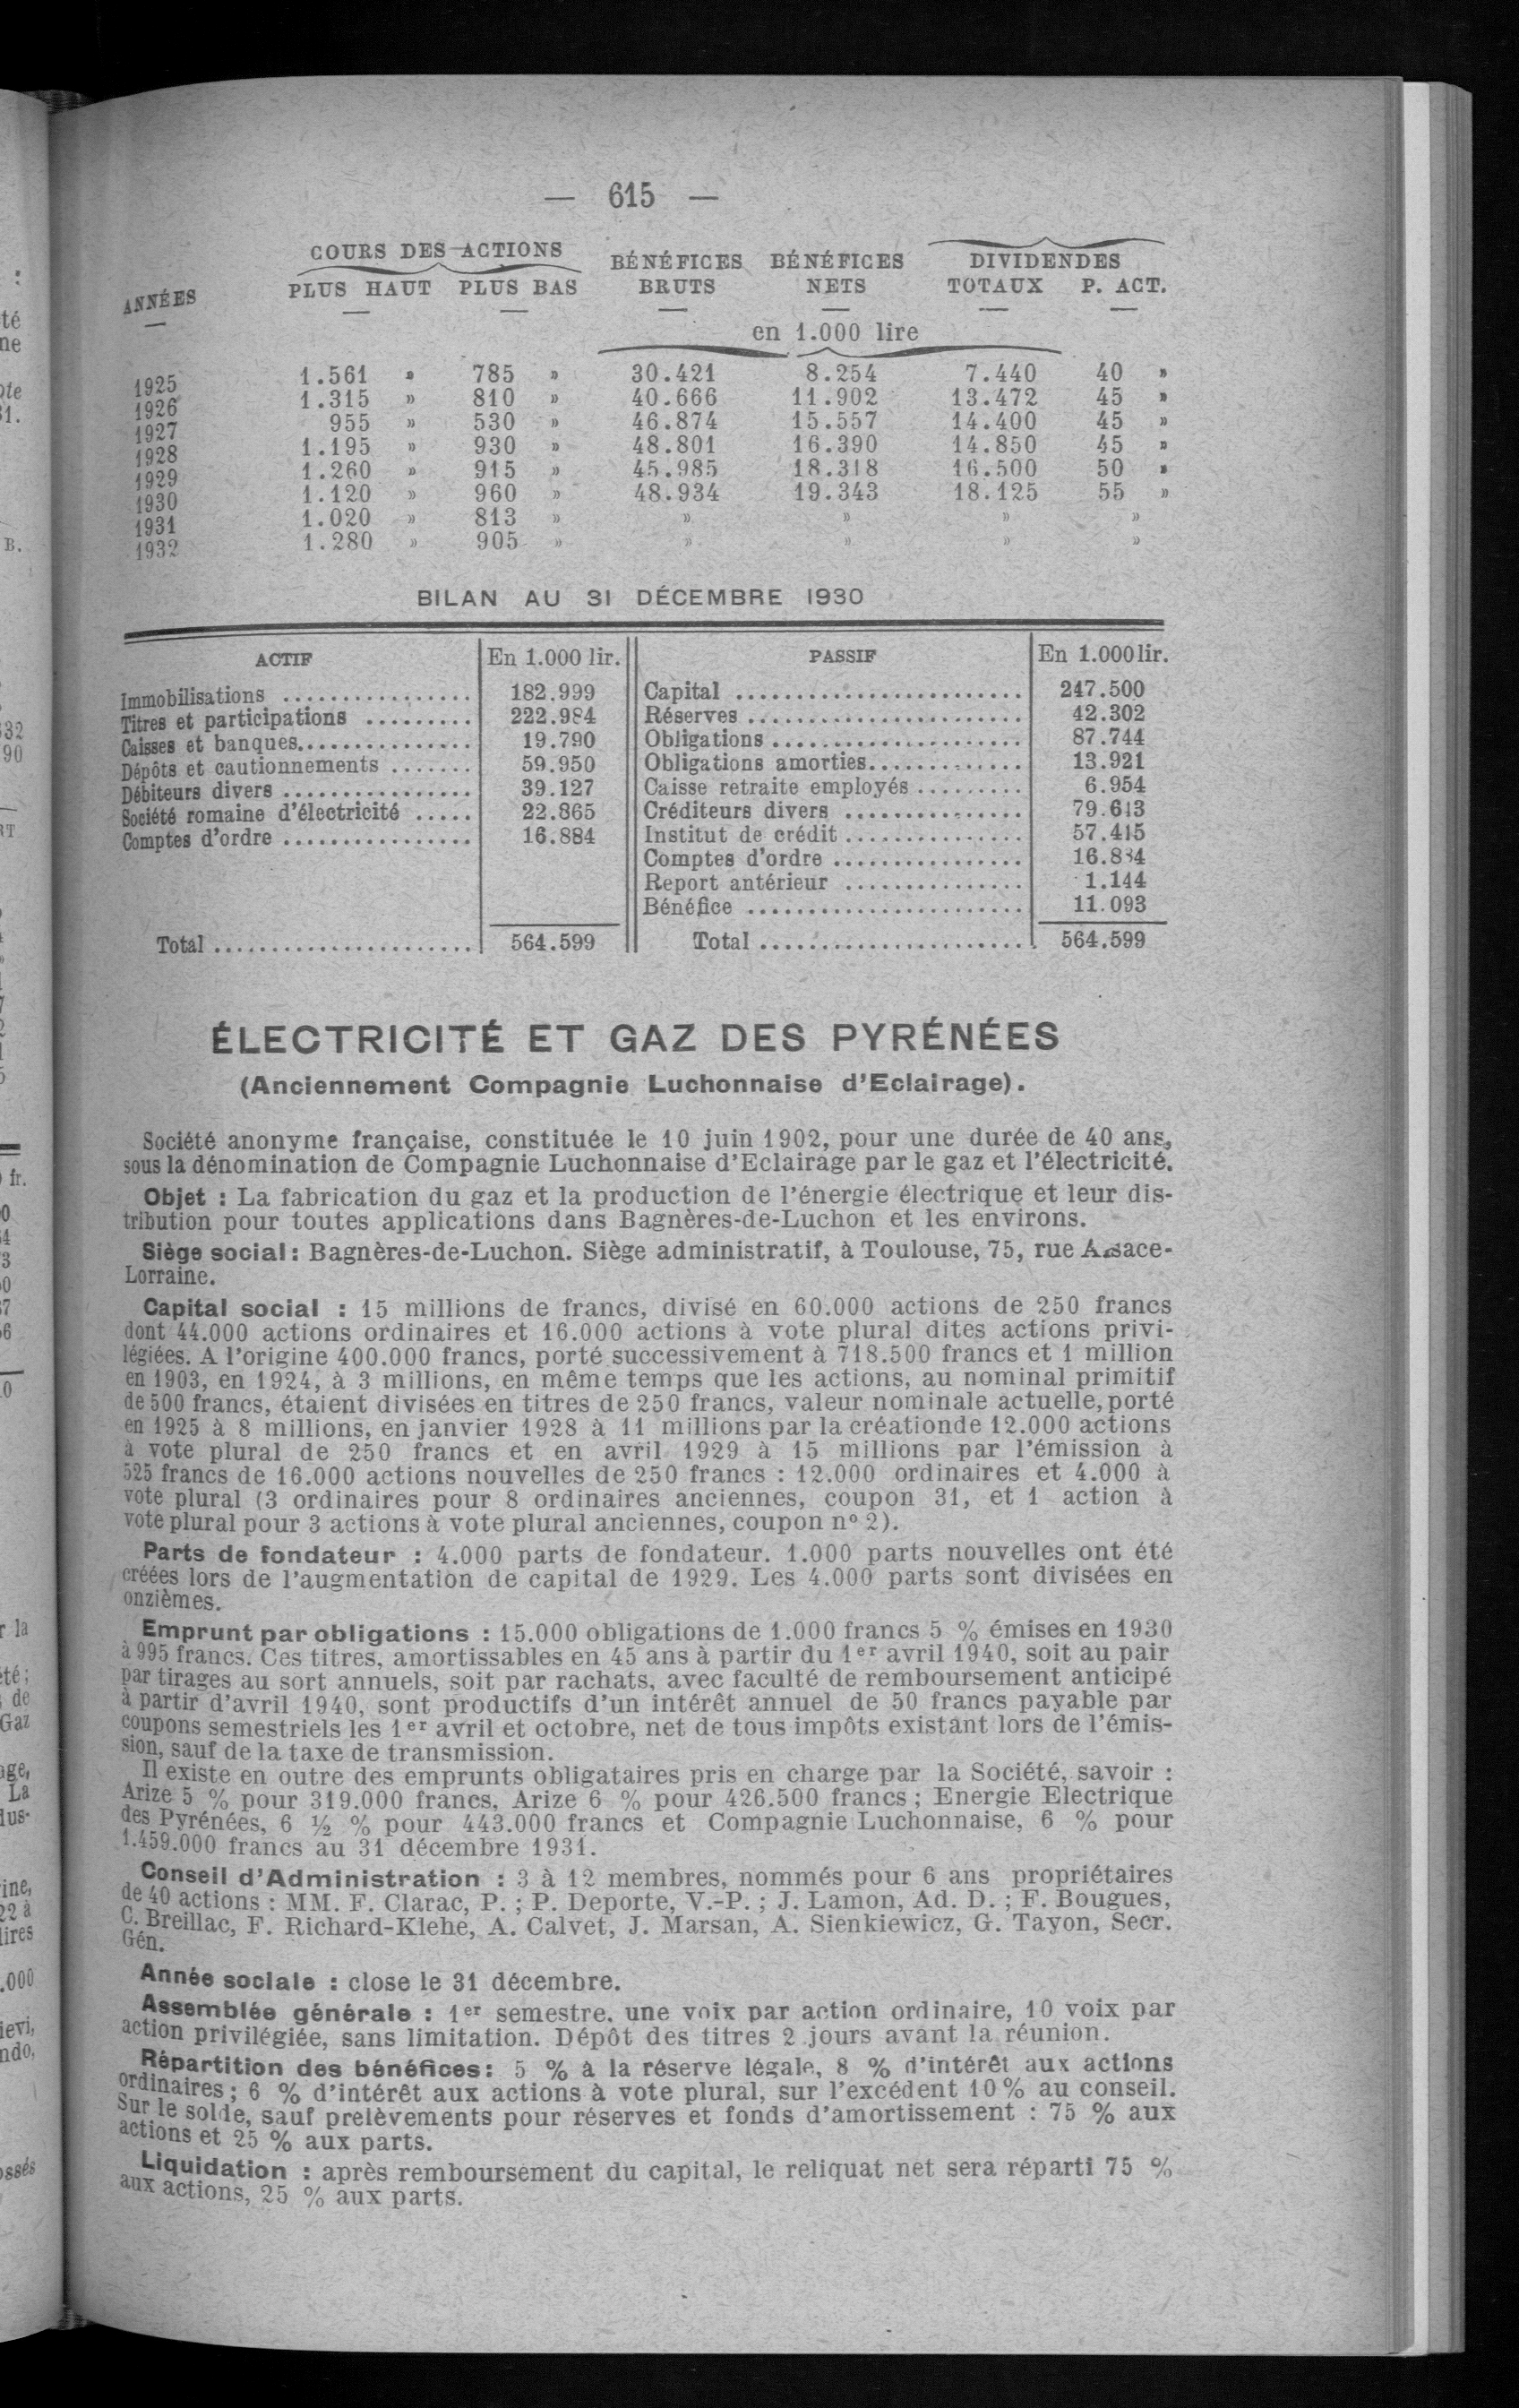 — 615 —
COURS DES ACTIONS BÉNÉFICES BÉNÉFICES DIVIDENDES
ANNÉES PLUS HAUT PLUS BAS BRUTS NETS TOTAUX P. ACT.
en 1.000 lire
1925 1.561 » 785 » 30.421 8.254 7.440 40 »
1926 1.315 » 810 » 40.666 11.902 13.472 45 »
1927 955 » 530 » 46.874 15.557 14.400 45 »
1928 1.195 » 930 » 48.801 16.390 14.850 45 »
1929 1.260 » 915 » 45.985 18.318 16.500 50 »
1930 1.120 » 960 » 48.934 19.343 18.125 55 »
1931 1.020 » 813 » » » » »
1932 1.280 » 905 » » » » »
BILAN AU 31 DÉCEMBRE 1930
ACTIF En 1.000 lir. PASSIF En 1.000 lir.
Immobilisations ................ 182.999 Capital ........................ 247.500
Titres et participations ......... 222.984 Réserves ....................... 42.302
Caisses et banques............... 19.790 Obligations ..................... 87.744
Dépôts et cautionnements ....... 59.950 Obligations amorties............. 13.921
Débiteurs divers ................ 39.127 Caisse retraite employés ......... 6.954
Société romaine d'électricité ..... 22.865 Créditeurs divers ............... 79.643
Comptes d'ordre ................ 16.884 Institut de crédit ............... 57.415
Comptes d'ordre ................ 16.884
Report antérieur ............... 1.144
Bénéfice ....................... 11.093
Total ...................... 564.599 Total ....................... 564.599
ÉLECTRICITÉ ET GAZ DES PYRÉNÉES
(Anciennement Compagnie Luchonnaise d'Eclairage).
Société anonyme française, constituée le 10 juin 1902, pour une durée de 40 ans,
sous la dénomination de Compagnie Luchonnaise d'Eclairage par le gaz et l'électricité.
Objet : La fabrication du gaz et la production de l'énergie électrique et leur dis-
tribution pour toutes applications dans Bagnères-de-Luchon et les environs.
Siège social : Bagnères-de-Luchon. Siège administratif, à Toulouse, 75, rue Alsace-
Lorraine.
Capital social : 15 millions de francs, divisé en 60.000 actions de 250 francs
dont 44.000 actions ordinaires et 16.000 actions à vote plural dites actions privi-
légiées. A l'origine 400.000 francs, porté successivement à 718.500 francs et 1 million
en 1903, en 1924, à 3 millions, en même temps que les actions, au nominal primitif
de 500 francs, étaient divisées en titres de 250 francs, valeur nominale actuelle, porté
en 1925 à 8 millions, en janvier 1928 à 11 millions par la créationde 12.000 actions
à vote plural de 250 francs et en avril 1929 à 15 millions par l'émission à
525 francs de 16.000 actions nouvelles de 250 francs : 12.000 ordinaires et 4.000 à
vote plural (3 ordinaires pour 8 ordinaires anciennes, coupon 31, et 1 action à
vote plural pour 3 actions à vote plural anciennes, coupon n° 2).
Parts de fondateur : 4.000 parts de fondateur. 1.000 parts nouvelles ont été
créées lors de l'augmentation de capital de 1929. Les 4.000 parts sont divisées en
onzièmes.
Emprunt par obligations : 15.000 obligations de 1.000 francs 5 % émises en 1930
à 995 francs. Ces titres, amortissables en 45 ans à partir du 1er avril 1940, soit au pair
par tirages au sort annuels, soit par rachats, avec faculté de remboursement anticipé
à partir d'avril 1940, sont productifs d'un intérêt annuel de 50 francs payable par
coupons semestriels les 1er avril et octobre, net de tous impôts existant lors de l'émis-
sion, sauf de la taxe de transmission.
Il existe en outre des emprunts obligataires pris en charge par la Société, savoir :
Arize 5 % pour 319.000 francs, Arize 6 % pour 426.500 francs ; Energie Electrique
des Pyrénées, 6 ½ % pour 443.000 francs et Compagnie Luchonnaise, 6 % pour
1.459.000 francs au 31 décembre 1931.
Conseil d'Administration : 3 à 12 membres, nommés pour 6 ans propriétaires
de 40 actions : MM. F. Clarac, P. ; P. Deporte, V.-P. ; J. Lamon, Ad. D. ; F. Bougues,
C. Breillac, F. Richard-Klehe, A. Calvet, J. Marsan, A. Sienkiewicz, G. Tayon, Secr.
Gén.
Année sociale : close le 31 décembre.
Assemblée générale : 1er semestre. une voix par action ordinaire, 10 voix par
action privilégiée, sans limitation. Dépôt des titres 2 jours avant la réunion.
Répartition des bénéfices : 5 % à la réserve légale, 8 % d'intérêt aux actions
ordinaires ; 6 % d'intérêt aux actions à vote plural, sur l'excédent 10 % au conseil.
Sur le solde, sauf prelèvements pour réserves et fonds d'amortissement : 75 % aux
actions et 25 % aux parts.
Liquidation : après remboursement du capital, le reliquat net sera réparti 75 %
aux actions, 25 % aux parts.